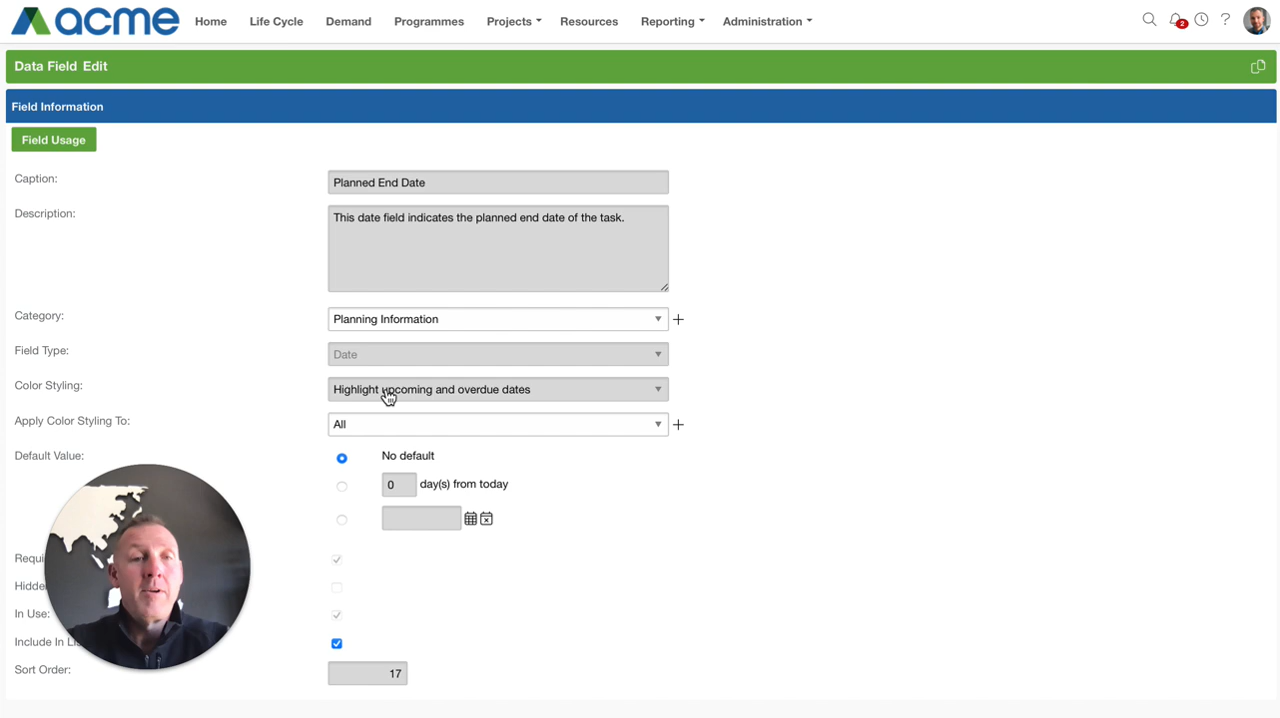 acme Home Life Cycle Demand Programmes Projects Resources Reporting Administration 2
Data Field Edit
Field Information
Field Usage
Caption: Planned End Date
Description: This date field indicates the planned end date of the task.
Category: Planning Information
Field Type: Date
Color Styling: Highlight upcoming and overdue dates
Apply Color Styling To: All
Default Value: No default
0 day(s) from today
In Use:
Include In
Sort Order: 17